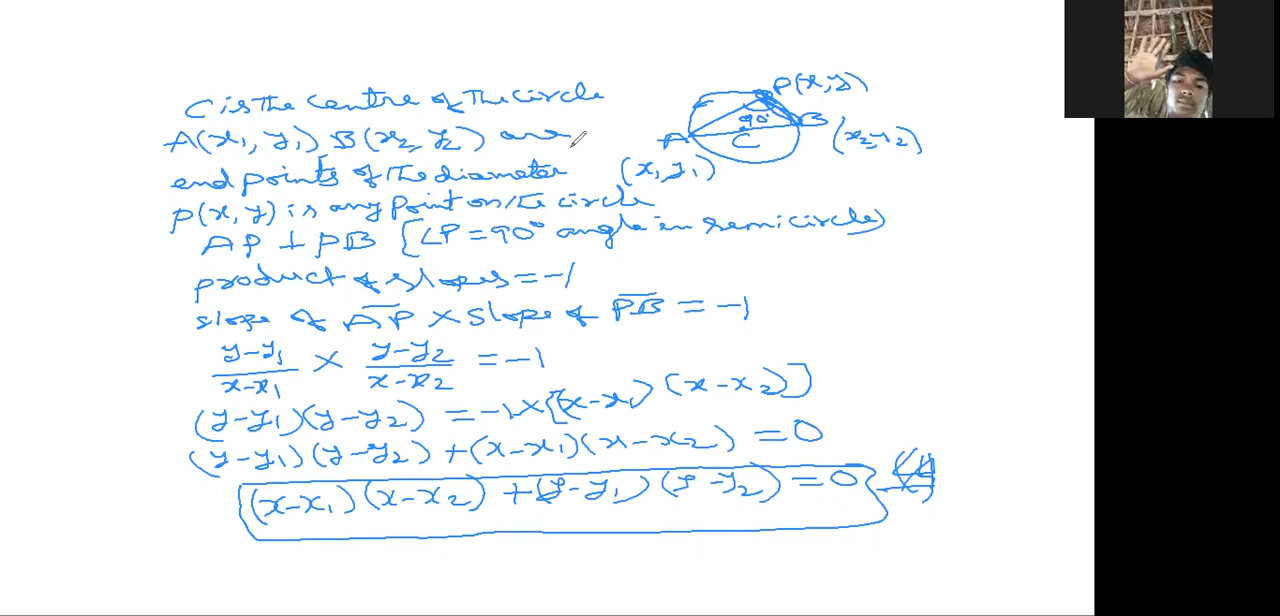 C is the centre of the circle
A(x1, y1) B(x2, y2) are
end points of the diameter
P(x, y) is any point on the circle
AP ⊥ PB [∠P = 90° angle in semicircle)
product of slopes = -1
slope of AP × slope of PB = -1
y-y1/x-x1 × y-y2/x-x2 = -1
(y-y1)(y-y2) = -1×[(x-x1)(x-x2)]
(y-y1)(y-y2) + (x-x1)(x-x2) = 0
(x-x1)(x-x2) + (y-y1)(y-y2) = 0
P(x, y)
90°
A
B
C
(x1, y1)
(x2, y2)